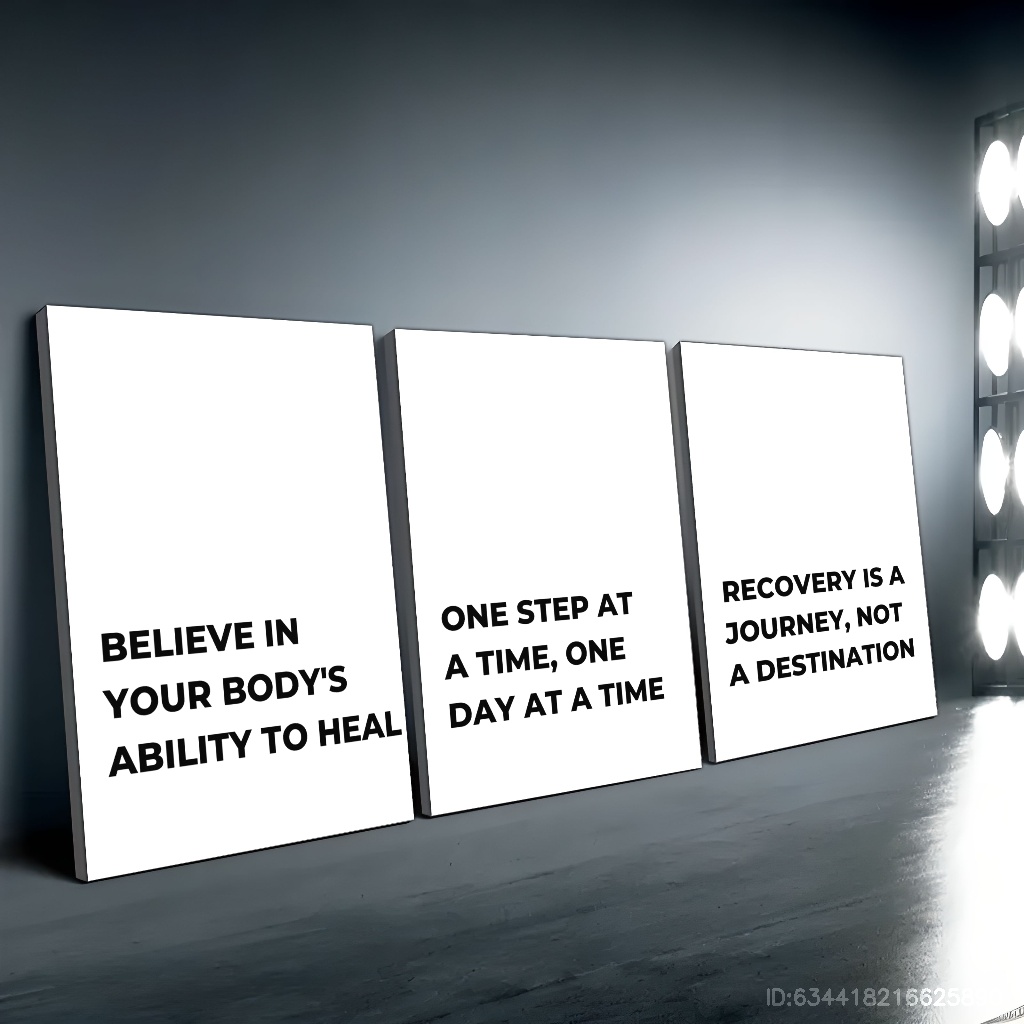 BELIEVE IN
YOUR BODY'S
ABILITY TO HEAL
ONE STEP AT
A TIME, ONE
DAY AT A TIME
RECOVERY IS A
JOURNEY, NOT
A DESTINATION